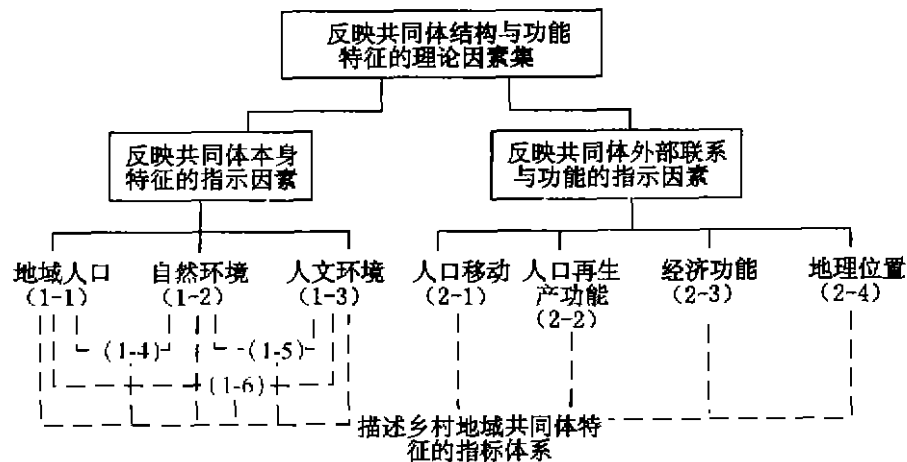 反映共同体结构与功能
特征的理论因素集
反映共同体本身
特征的指示因素
反映共同体外部联系
与功能的指示因素
地域人口
(1-1)
自然环境
(1-2)
人文环境
(1-3)
人口移动
(2-1)
人口再生
产功能
(2-2)
经济功能
(2-3)
地理位置
(2-4)
(1-4)
(1-5)
(1-6)
描述乡村地域共同体特
征的指标体系